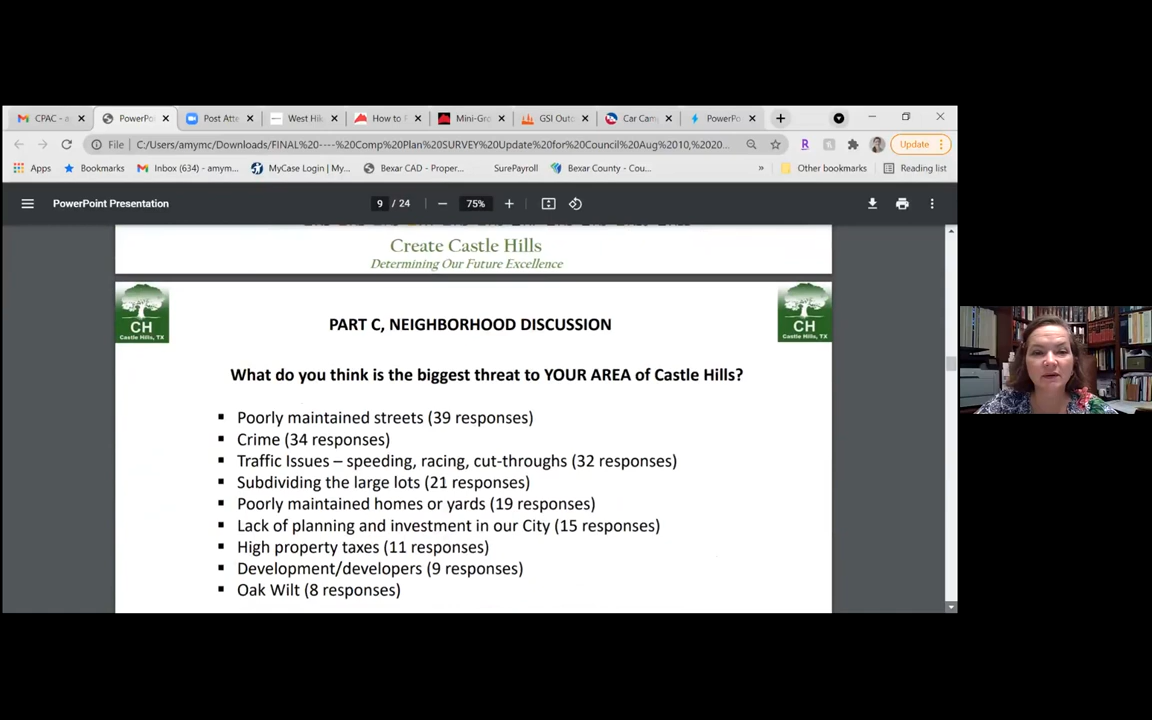 CPAC - a
PowerPoi
Post Atte
West Hil
How to F
Mini-Gro
GSI Outo
Car Cam
PowerPo
File C:/Users/amymc/Downloads/FINAL%20----%20Comp%20Plan%20SURVEY%20Update%20for%20Council%20Aug%2010,%2020... R Update
Apps Bookmarks Inbox (634) - amym... MyCase Login | My... Bexar CAD - Proper... SurePayroll Bexar County - Cou... » Other bookmarks Reading list
PowerPoint Presentation 9 / 24 75%
Create Castle Hills
Determining Our Future Excellence
CH
Castle Hills, TX
CH
Castle Hills, TX
PART C, NEIGHBORHOOD DISCUSSION
What do you think is the biggest threat to YOUR AREA of Castle Hills?
▪ Poorly maintained streets (39 responses)
▪ Crime (34 responses)
▪ Traffic Issues – speeding, racing, cut-throughs (32 responses)
▪ Subdividing the large lots (21 responses)
▪ Poorly maintained homes or yards (19 responses)
▪ Lack of planning and investment in our City (15 responses)
▪ High property taxes (11 responses)
▪ Development/developers (9 responses)
▪ Oak Wilt (8 responses)